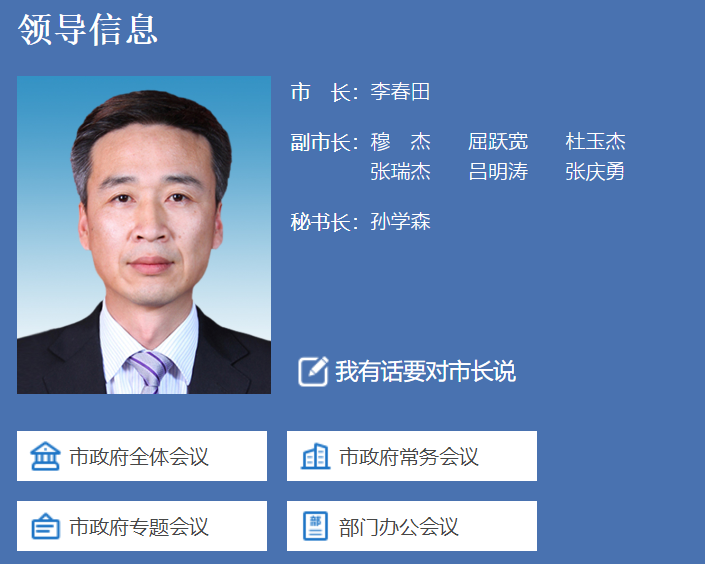 领导信息
市　长：李春田
副市长：穆　杰　屈跃宽　杜玉杰
张瑞杰　吕明涛　张庆勇
秘书长：孙学森
我有话要对市长说
市政府全体会议　市政府常务会议
市政府专题会议　部 部门办公会议